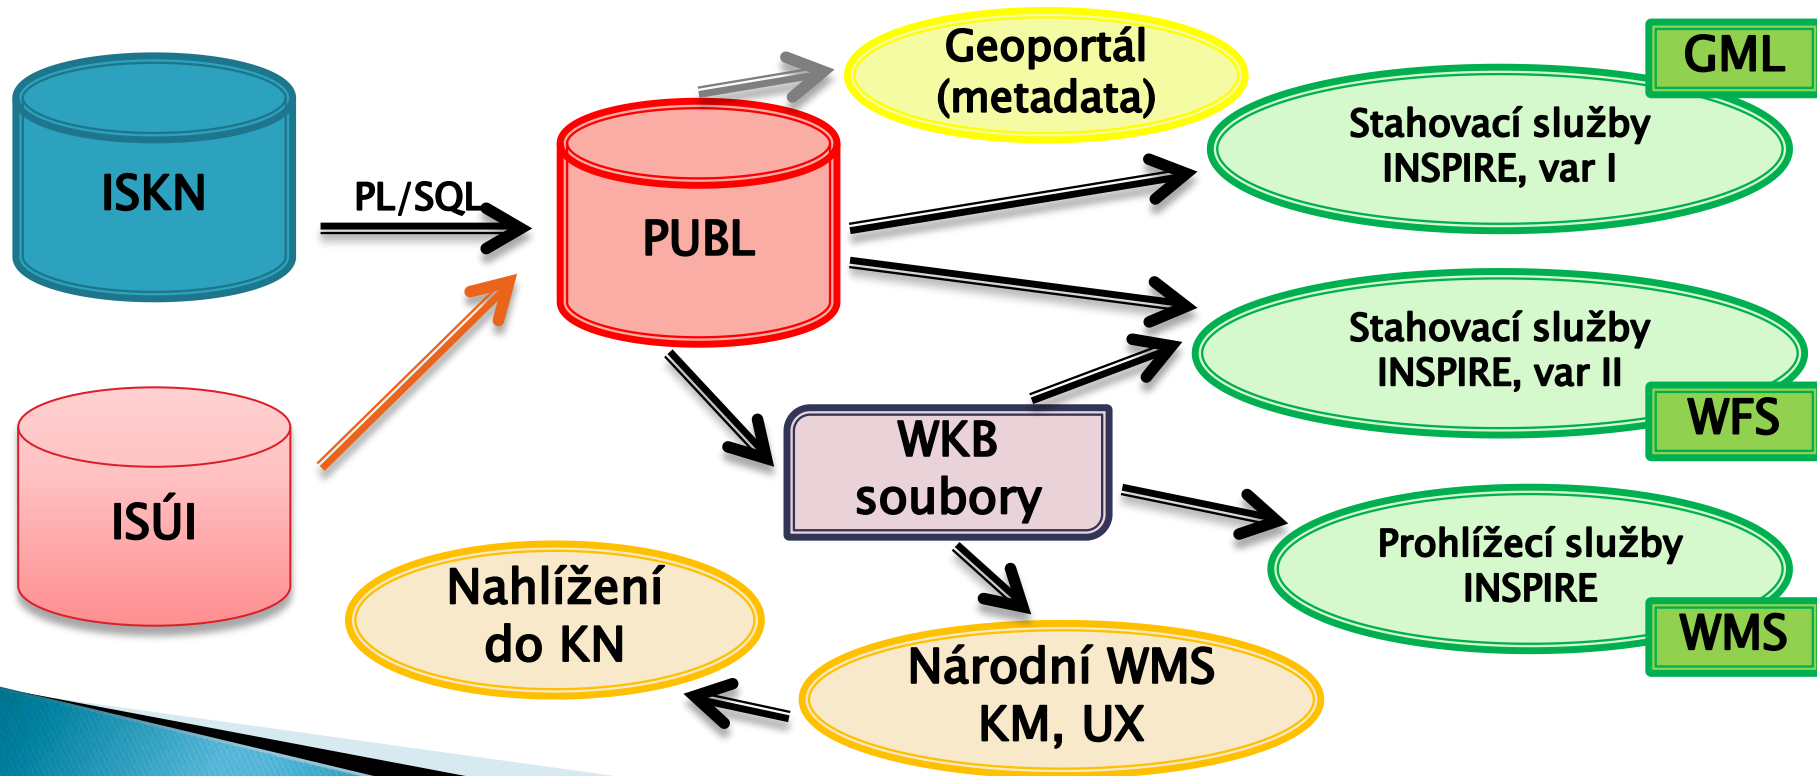 Geoportál
(metadata)
GML
Stahovací služby
INSPIRE, var I
ISKN
PL/SQL
PUBL
Stahovací služby
INSPIRE, var II
WFS
WKB
soubory
ISÚI
Prohlížecí služby
INSPIRE
WMS
Nahlížení
do KN
Národní WMS
KM, UX